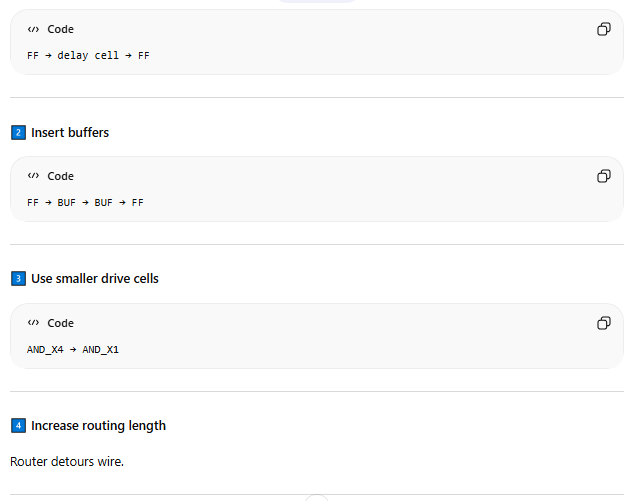 Code
FF → delay cell → FF
2 Insert buffers
Code
FF → BUF → BUF → FF
3 Use smaller drive cells
Code
AND_X4 → AND_X1
4 Increase routing length
Router detours wire.